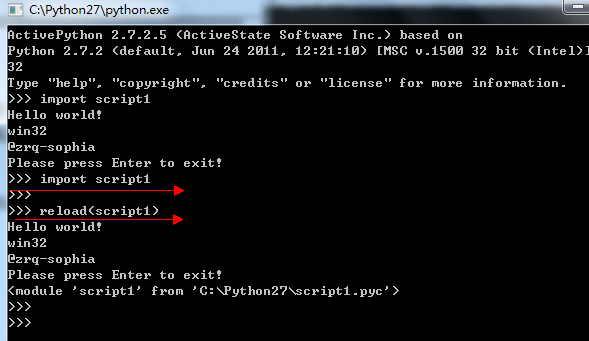 C:\Python27\python.exe
ActivePython 2.7.2.5 (ActiveState Software Inc.) based on
Python 2.7.2 (default, Jun 24 2011, 12:21:10) [MSC v.1500 32 bit (Intel)]
32
Type "help", "copyright", "credits" or "license" for more information.
>>> import script1
Hello world!
win32
@zrq-sophia
Please press Enter to exit!
>>> import script1
>>>
>>> reload(script1)
Hello world!
win32
@zrq-sophia
Please press Enter to exit!
<module 'script1' from 'C:\Python27\script1.pyc'>
>>>
>>>